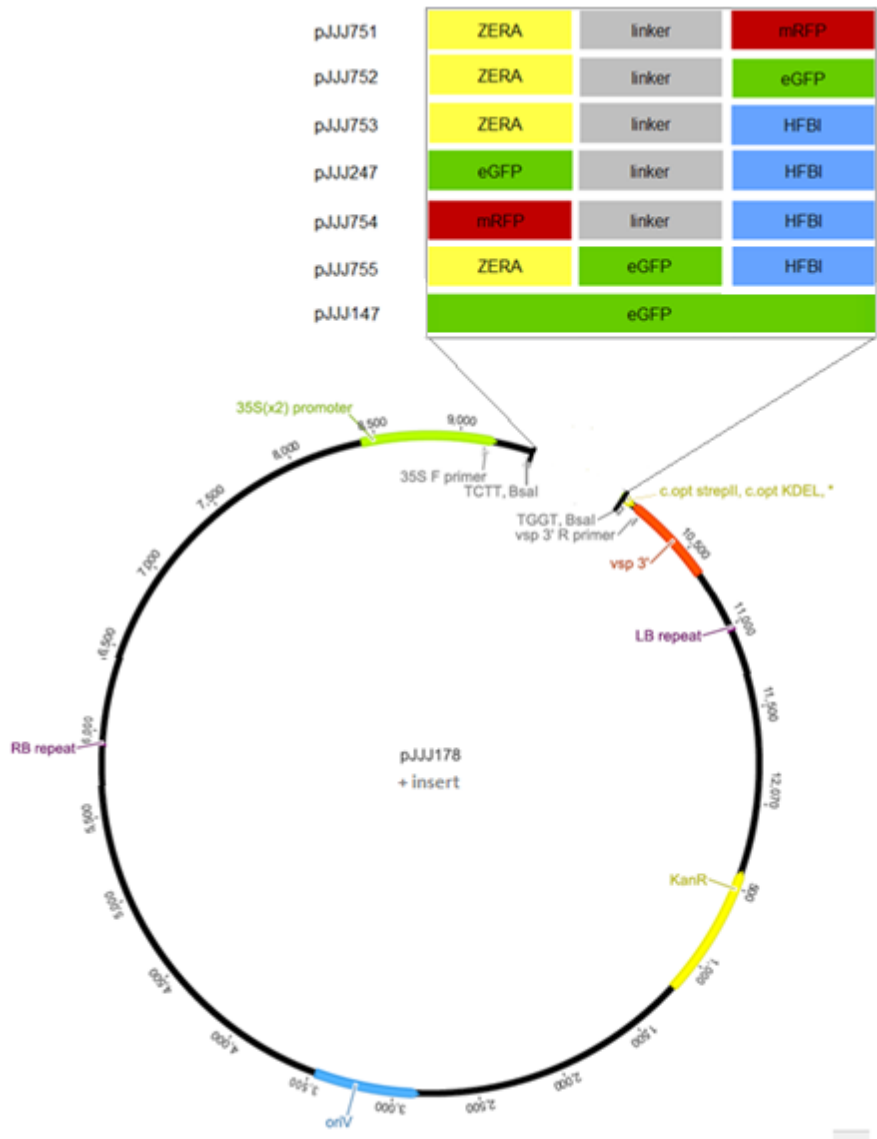 pJJJ751 ZERA linker mRFP
pJJJ752 ZERA linker eGFP
pJJJ753 ZERA linker HFBI
pJJJ247 eGFP linker HFBI
pJJJ754 mRFP linker HFBI
pJJJ755 ZERA eGFP HFBI
pJJJ147 eGFP
35S(x2) promoter
8,500
9,000
8,000
35S F primer
TCTT, BsaI
c.opt strepII, c.opt KDEL, *
TGGT, BsaI
vsp 3' R primer
7,500
10,500
vsp 3'
7,000
11,000
LB repeat
6,500
11,500
RB repeat
6,000
pJJJ178
+ insert
12,070
5,500
KanR
500
5,000
1,000
4,500
1,500
4,000
2,000
3,500
3,000
2,500
oriV